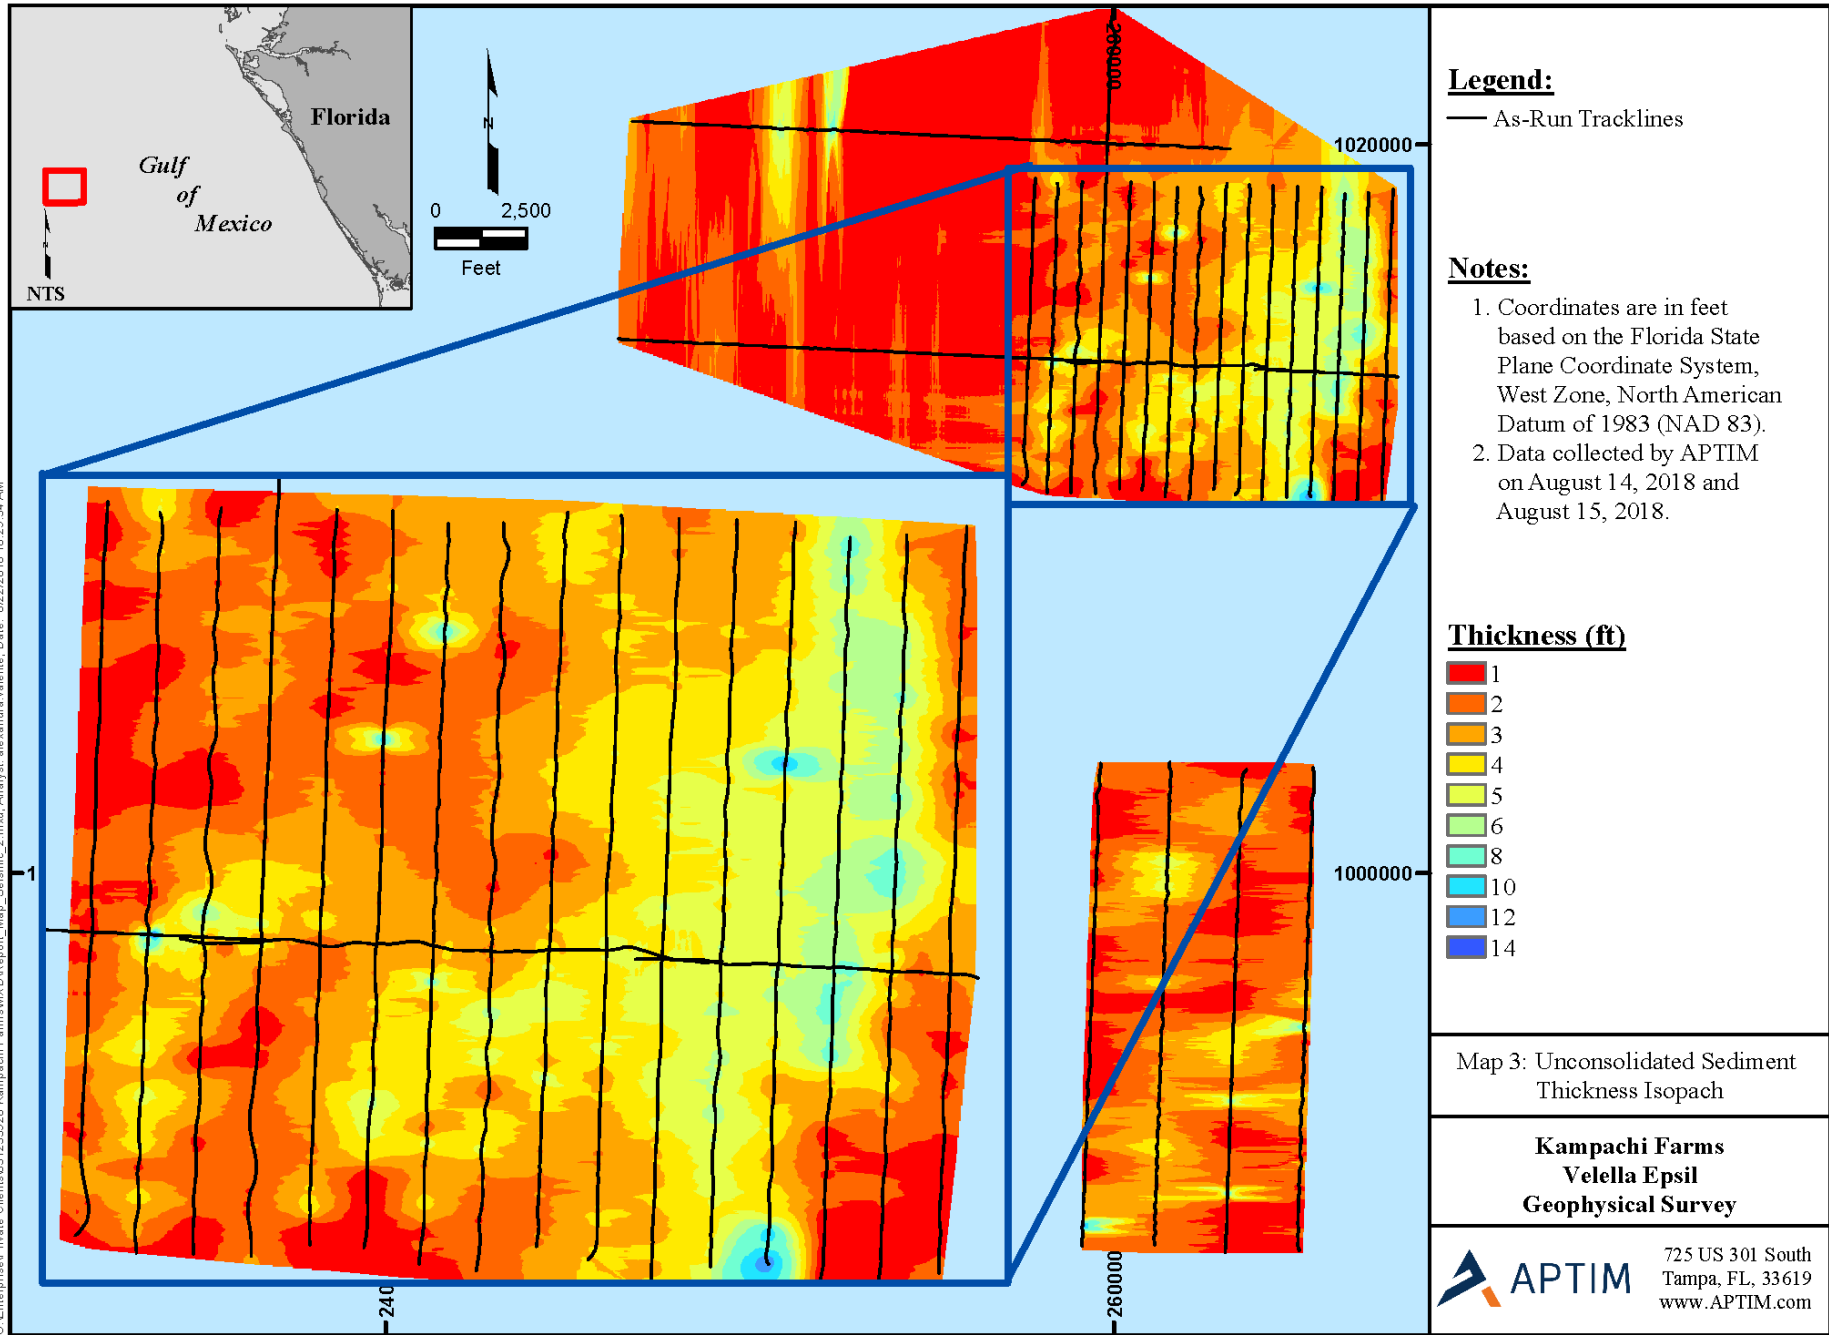 Florida
Gulf
of
Mexico
NTS
N
0 2,500
Feet
260000
1020000
1
1000000
240
260000
Legend:
As-Run Tracklines
Notes:
1. Coordinates are in feet
based on the Florida State
Plane Coordinate System,
West Zone, North American
Datum of 1983 (NAD 83).
2. Data collected by APTIM
on August 14, 2018 and
August 15, 2018.
Thickness (ft)
1
2
3
4
5
6
8
10
12
14
Map 3: Unconsolidated Sediment
Thickness Isopach
Kampachi Farms
Velella Epsil
Geophysical Survey
APTIM
725 US 301 South
Tampa, FL, 33619
www.APTIM.com